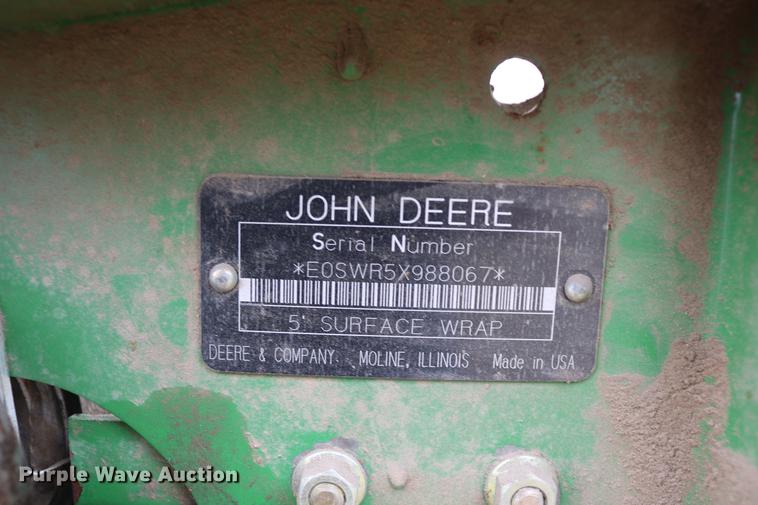 JOHN DEERE
Serial Number
*E0SWR5X988067*
5' SURFACE WRAP
DEERE & COMPANY. MOLINE, ILLINOIS Made in USA
Purple Wave Auction